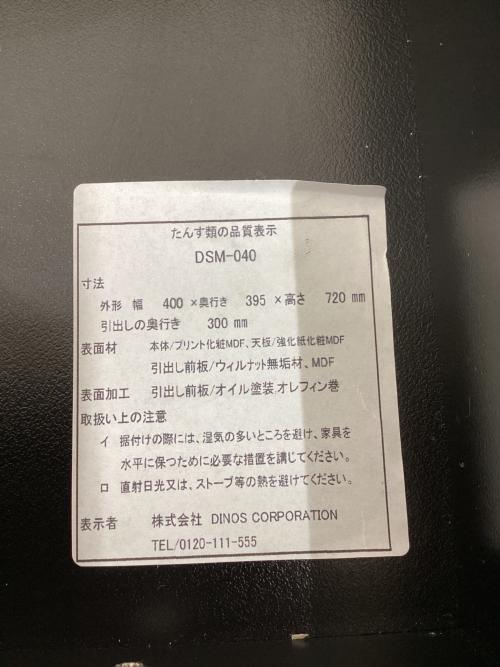 たんす類の品質表示
DSM-040
寸法
外形 幅 400 ×奥行き 395 ×高さ 720 mm
引出しの奥行き 300 mm
表面材 本体/プリント化粧MDF、天板/強化紙化粧MDF
引出し前板/ウィルナット無垢材、MDF
表面加工 引出し前板/オイル塗装,オレフィン巻
取扱い上の注意
イ 据付けの際には、湿気の多いところを避け、家具を
水平に保つために必要な措置を講じてください。
ロ 直射日光又は、ストーブ等の熱を避けてください。
表示者 株式会社 DINOS CORPORATION
TEL/0120-111-555